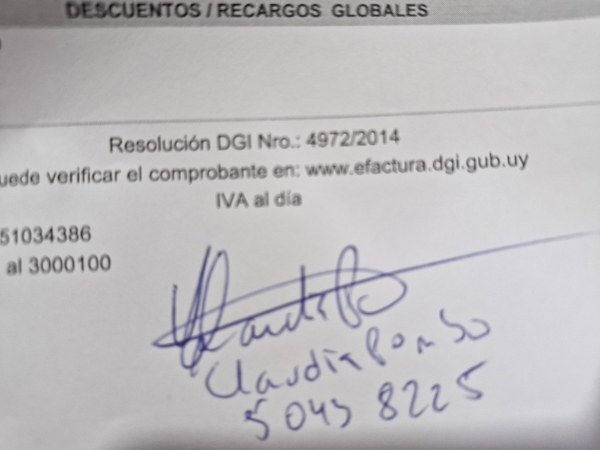 DESCUENTOS / RECARGOS GLOBALES
Resolución DGI Nro.: 4972/2014
uede verificar el comprobante en: www.efactura.dgi.gub.uy
IVA al día
51034386
al 3000100
Claudia Pombo
5043 8225